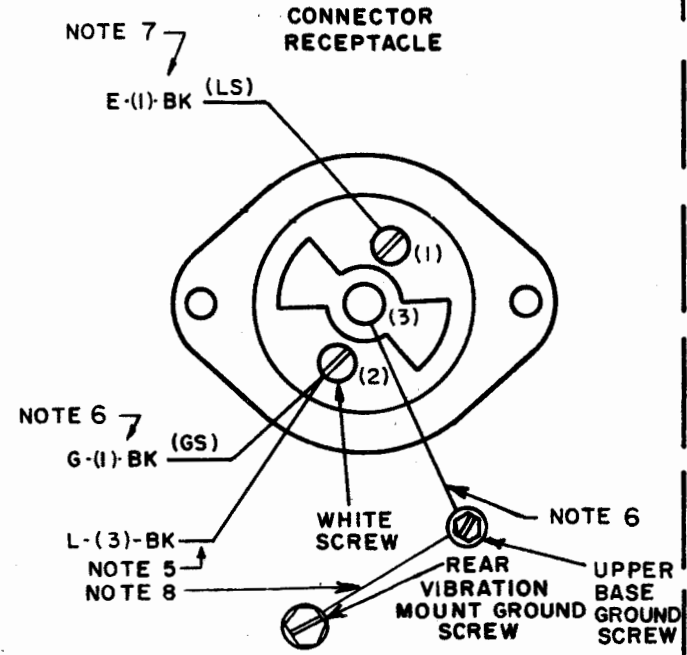 CONNECTOR
RECEPTACLE
NOTE 7
E-(1)-BK (LS)
(1)
(3)
(2)
NOTE 6
G-(1)-BK (GS)
L-(3)-BK
NOTE 5
NOTE 8
WHITE
SCREW
NOTE 6
REAR
VIBRATION
MOUNT GROUND
SCREW
UPPER
BASE
GROUND
SCREW